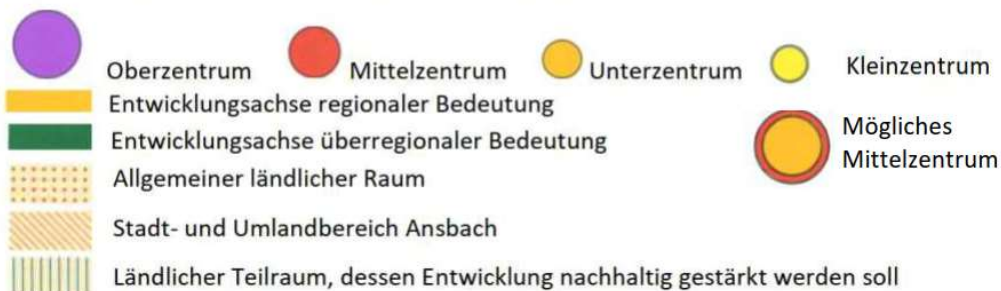 Oberzentrum Mittelzentrum Unterzentrum Kleinzentrum
Entwicklungsachse regionaler Bedeutung
Entwicklungsachse überregionaler Bedeutung
Mögliches
Mittelzentrum
Allgemeiner ländlicher Raum
Stadt- und Umlandbereich Ansbach
Ländlicher Teilraum, dessen Entwicklung nachhaltig gestärkt werden soll